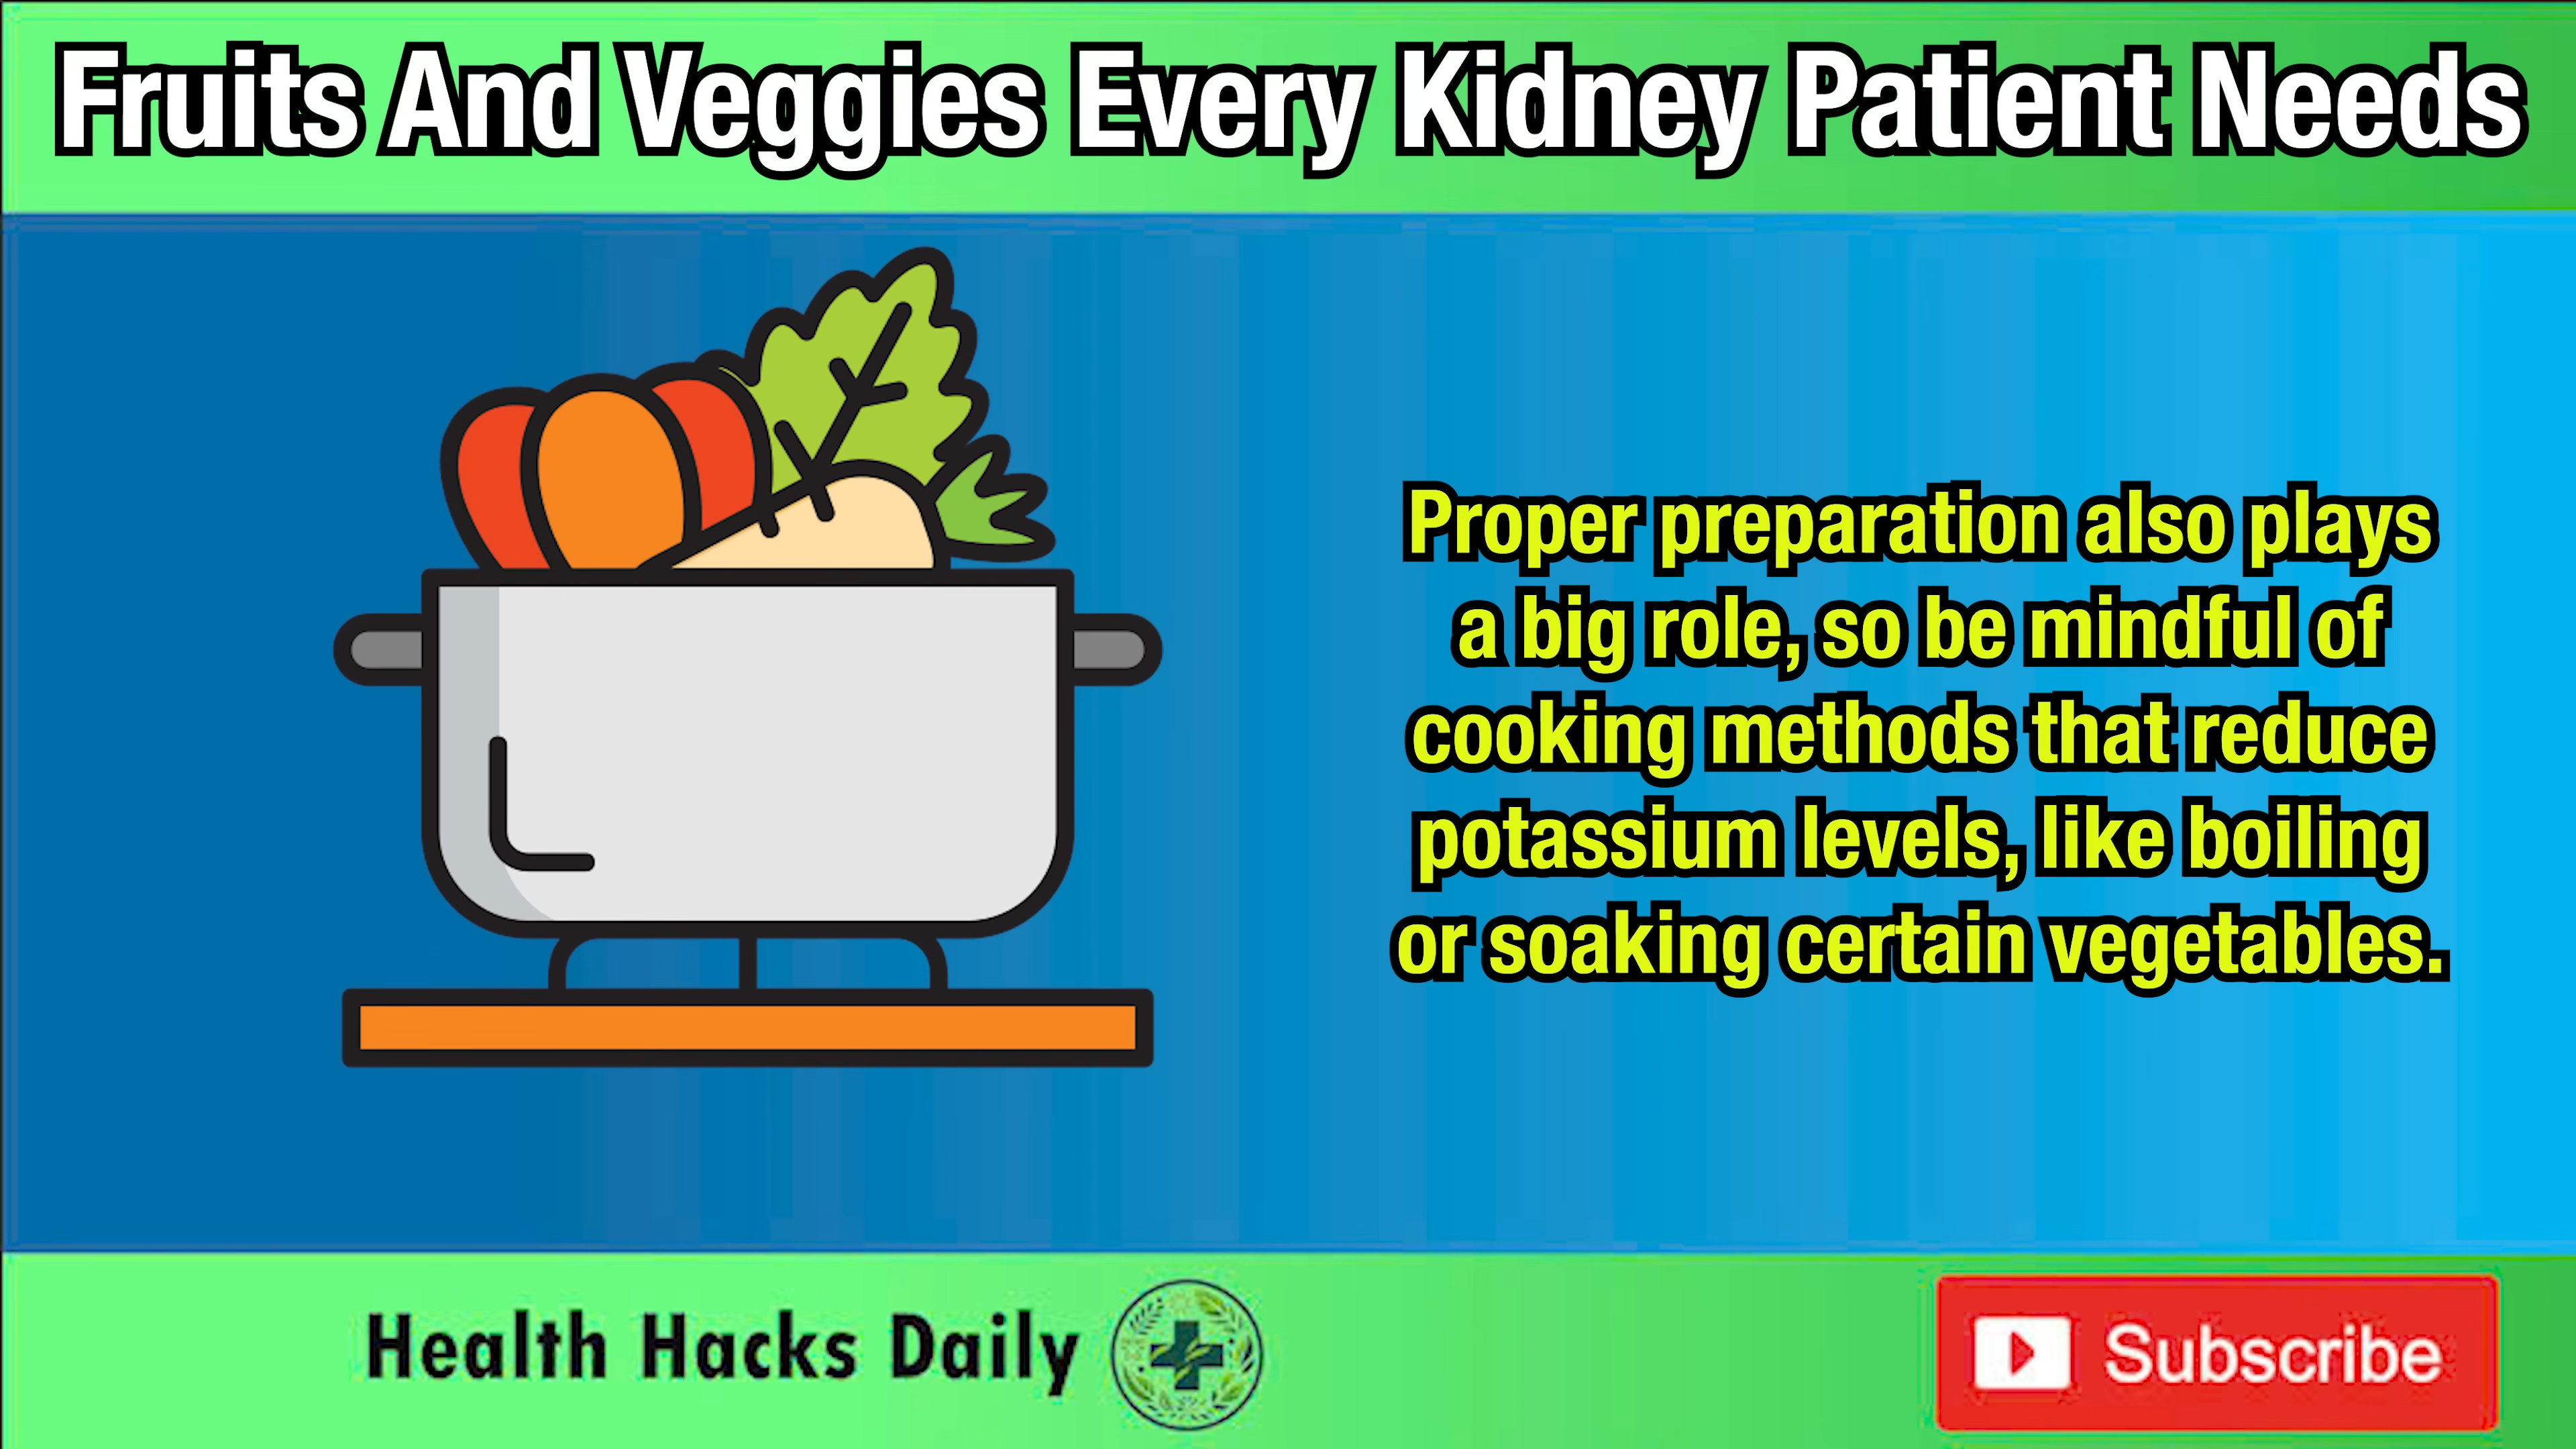 Fruits And Veggies Every Kidney Patient Needs
Proper preparation also plays
a big role, so be mindful of
cooking methods that reduce
potassium levels, like boiling
or soaking certain vegetables.
Health Hacks Daily
Subscribe